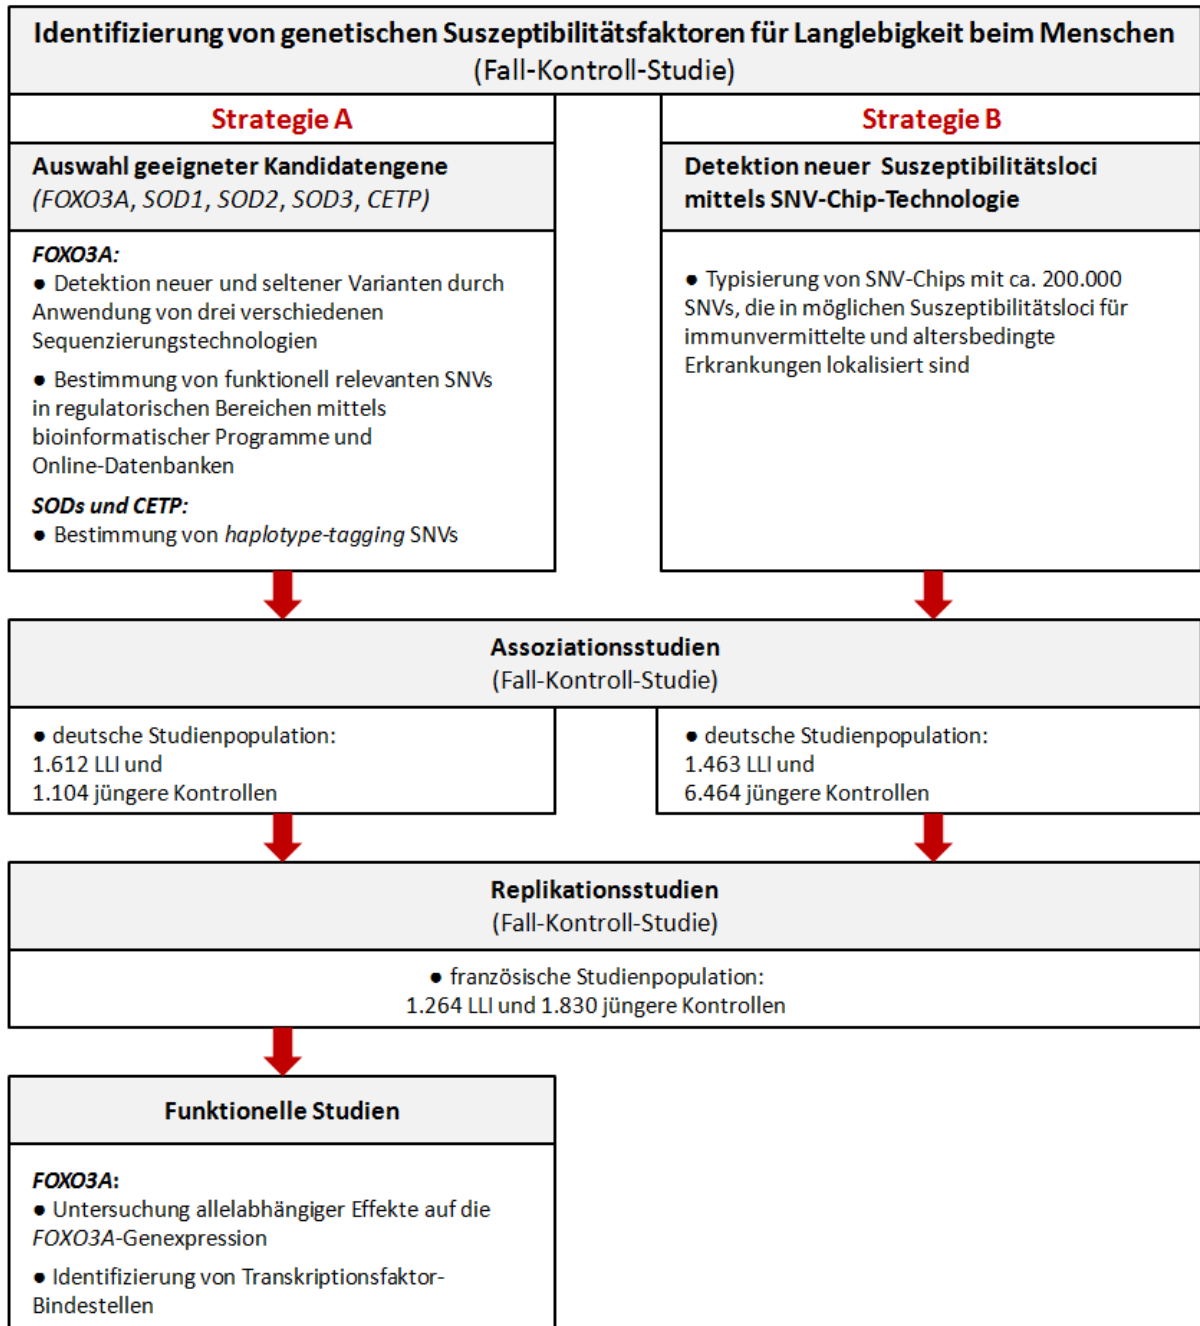 Identifizierung von genetischen Suszeptibilitätsfaktoren für Langlebigkeit beim Menschen
(Fall-Kontroll-Studie)
Strategie A
Auswahl geeigneter Kandidatengene
(FOXO3A, SOD1, SOD2, SOD3, CETP)
FOXO3A:
● Detektion neuer und seltener Varianten durch
Anwendung von drei verschiedenen
Sequenzierungstechnologien
● Bestimmung von funktionell relevanten SNVs
in regulatorischen Bereichen mittels
bioinformatischer Programme und
Online-Datenbanken
SODs und CETP:
● Bestimmung von haplotype-tagging SNVs
Strategie B
Detektion neuer Suszeptibilitätsloci
mittels SNV-Chip-Technologie
● Typisierung von SNV-Chips mit ca. 200.000
SNVs, die in möglichen Suszeptibilitätsloci für
immunvermittelte und altersbedingte
Erkrankungen lokalisiert sind
Assoziationsstudien
(Fall-Kontroll-Studie)
● deutsche Studienpopulation:
1.612 LLI und
1.104 jüngere Kontrollen
● deutsche Studienpopulation:
1.463 LLI und
6.464 jüngere Kontrollen
Replikationsstudien
(Fall-Kontroll-Studie)
● französische Studienpopulation:
1.264 LLI und 1.830 jüngere Kontrollen
Funktionelle Studien
FOXO3A:
● Untersuchung allelabhängiger Effekte auf die
FOXO3A-Genexpression
● Identifizierung von Transkriptionsfaktor-
Bindestellen